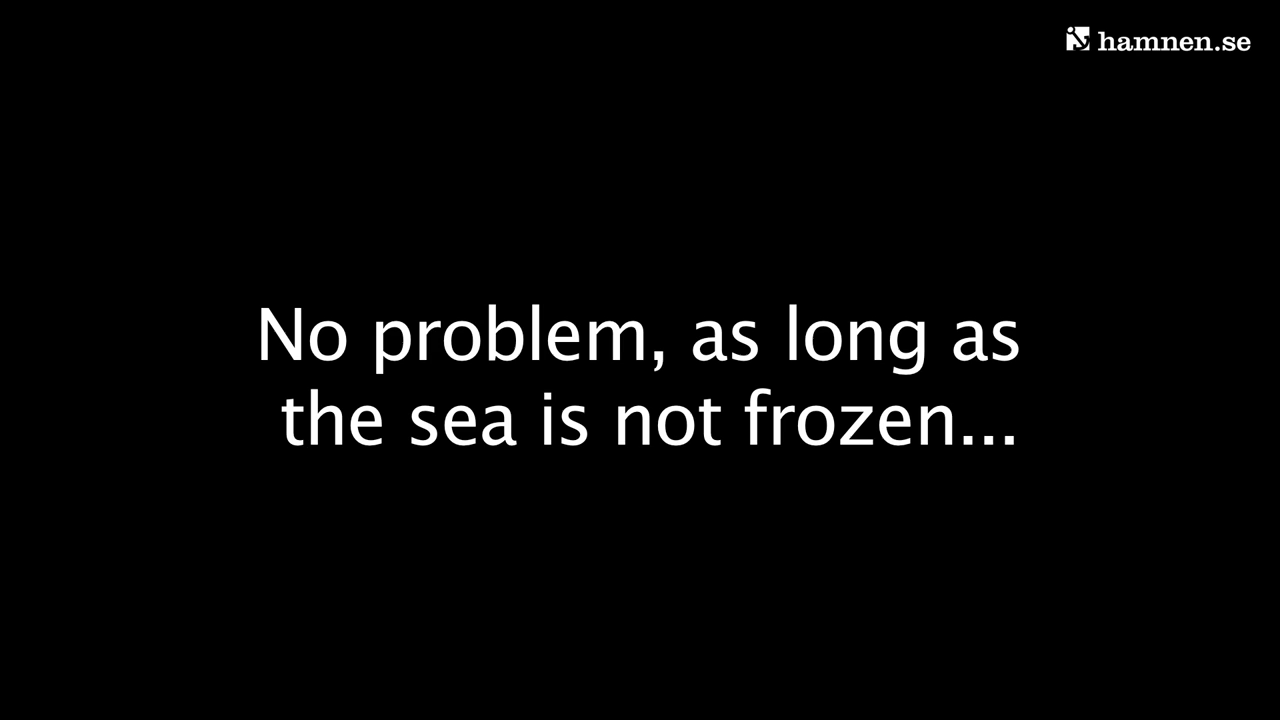 hamnen.se
No problem, as long as
the sea is not frozen...